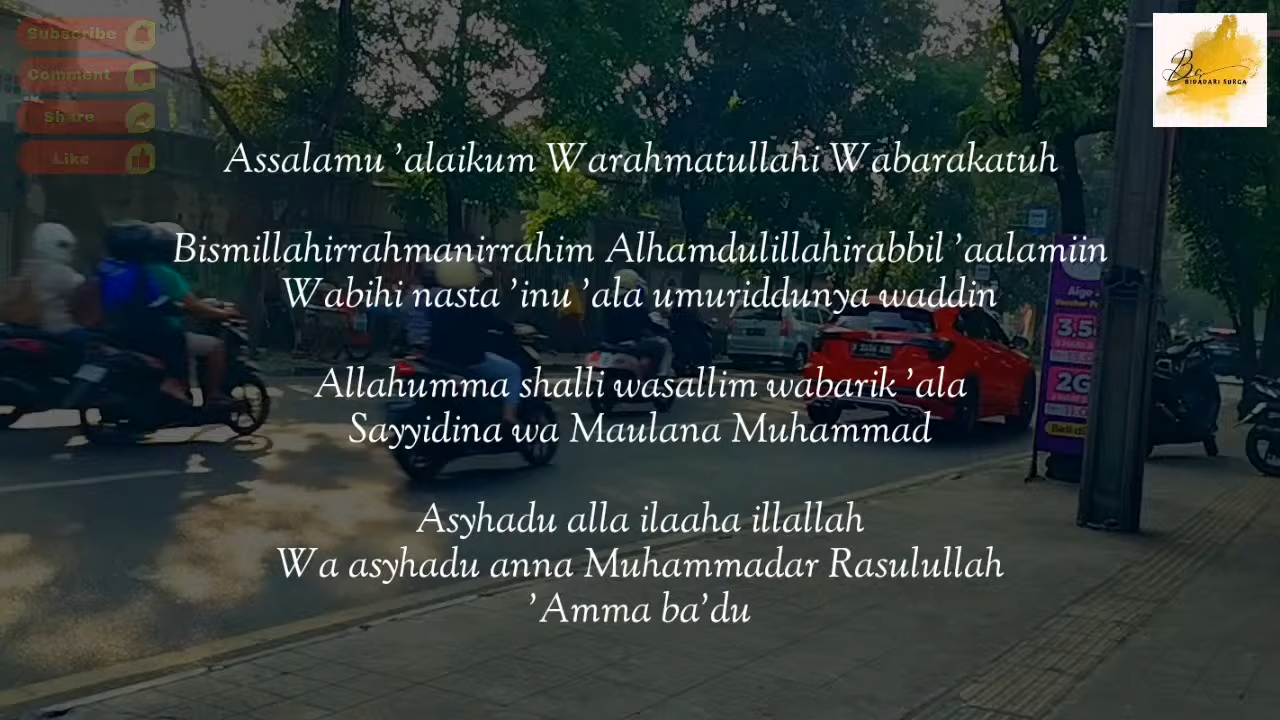 Subscribe
Comment
Share
Like
Ba
BIDADARI SURGA
Assalamu 'alaikum Warahmatullahi Wabarakatuh
Bismillahirrahmanirrahim Alhamdulillahirabbil 'aalamiin
Wabihi nasta 'inu 'ala umuriddunya waddin
Allahumma shalli wasallim wabarik 'ala
Sayyidina wa Maulana Muhammad
Asyhadu alla ilaaha illallah
Wa asyhadu anna Muhammadar Rasulullah
'Amma ba'du
3.5
2G